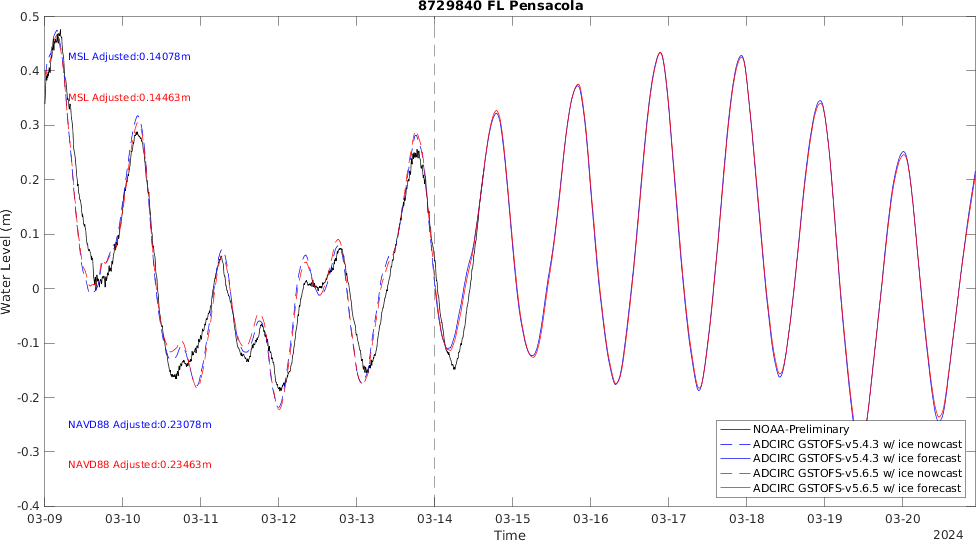 8729840 FL Pensacola
0.5
MSL Adjusted:0.14078m
0.4
MSL Adjusted:0.14463m
0.3
0.2
0.1
Water Level (m)
0
-0.1
-0.2
NAVD88 Adjusted:0.23078m
NOAA-Preliminary
ADCIRC GSTOFS-v5.4.3 w/ ice nowcast
-0.3
ADCIRC GSTOFS-v5.4.3 w/ ice forecast
NAVD88 Adjusted:0.23463m
ADCIRC GSTOFS-v5.6.5 w/ ice nowcast
ADCIRC GSTOFS-v5.6.5 w/ ice forecast
-0.4
03-09 03-10 03-11 03-12 03-13 03-14 03-15 03-16 03-17 03-18 03-19 03-20
Time
2024